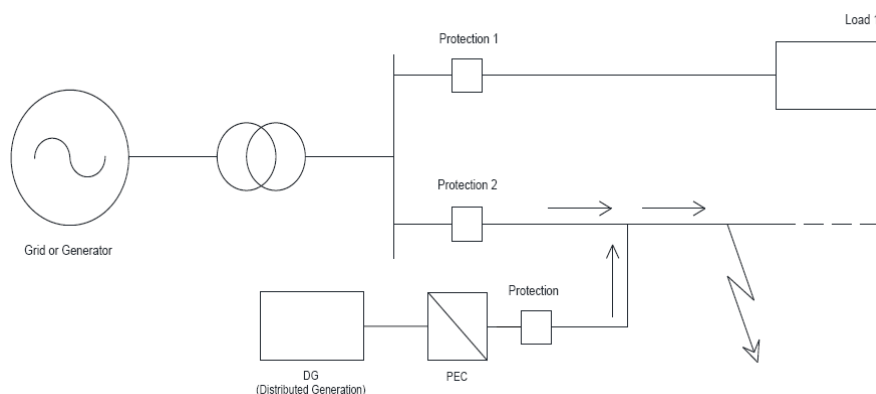 Load 1
Protection 1
Protection 2
Grid or Generator
Protection
DG
(Distributed Generation)
PEC